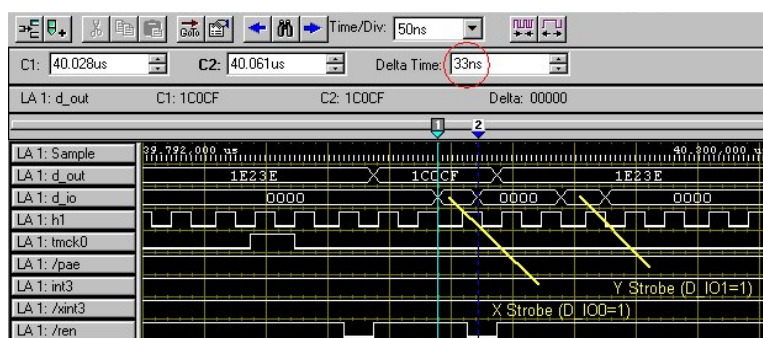 GoTo Time/Div: 50ns
C1: 40.028us C2: 40.061us Delta Time: 33ns
LA 1: d_out C1: 1C0CF C2: 1C0CF Delta: 00000
1 2
LA 1: Sample 39.792,000 us 40.300,000 u
LA 1: d_out 1E23E 1C0CF 1E23E
LA 1: d_io 0000 0000 0000
LA 1: h1
LA 1: tmck0
LA 1: /pae
LA 1: int3 Y Strobe (D_IO1=1)
LA 1: /xint3 X Strobe (D_IO0=1)
LA 1: /ren